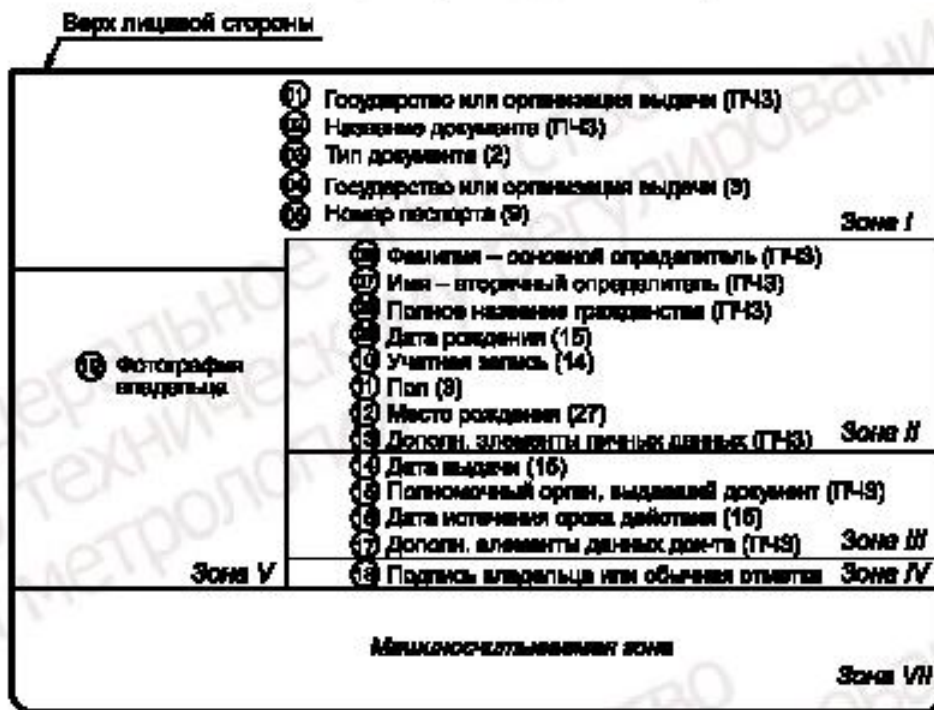 Верх лицевой стороны
01 Государство или организация выдачи (ПЧЗ)
02 Название документа (ПЧЗ)
03 Тип документа (2)
04 Государство или организация выдачи (3)
05 Номер паспорта (9)
Зона I
06 Фамилия – основной определитель (ПЧЗ)
07 Имя – вторичный определитель (ПЧЗ)
08 Полное название гражданства (ПЧЗ)
09 Дата рождения (15)
10 Учетная запись (14)
11 Пол (3)
12 Место рождения (27)
13 Дополн. элементы личных данных (ПЧЗ)
Зона II
19 Фотография
владельца
14 Дата выдачи (15)
15 Полномочный орган, выдавший документ (ПЧЗ)
16 Дата истечения срока действия (15)
17 Дополн. элементы данных док-та (ПЧЗ)
Зона III
Зона V
18 Подпись владельца или обычная отметка
Зона IV
Машиносчитываемая зона
Зона VII